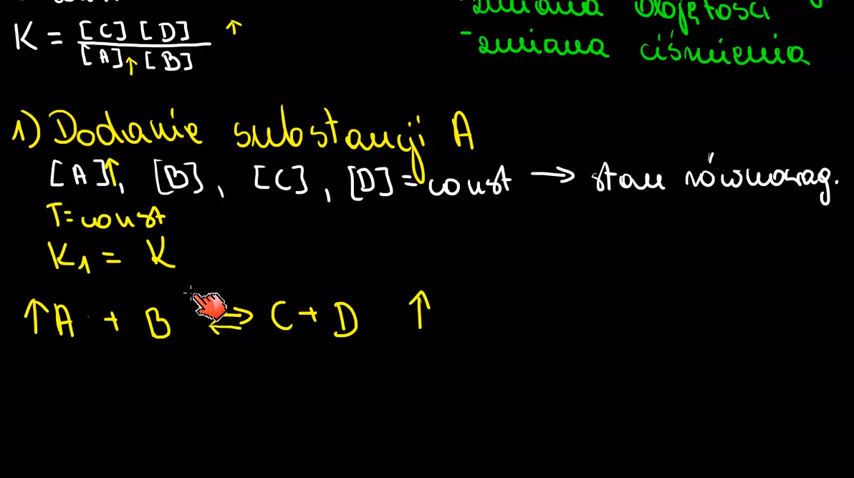 -zmiana objętości
-zmiana ciśnienia
K = [C] [D] ↑
[A]↑ [B]
1) Dodanie substancji A
[A]↑, [B], [C], [D] = const → stan równowag.
T = const
K₁ = K
↑A + B ⇌ C + D ↑